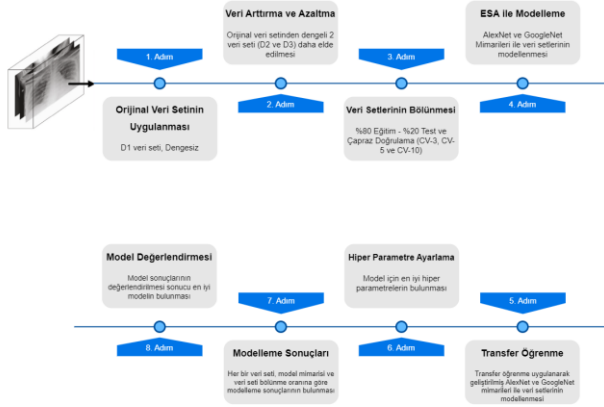 Veri Arttırma ve Azaltma
Orijinal veri setinden dengeli 2
veri seti (D2 ve D3) daha elde
edilmesi
ESA ile Modelleme
AlexNet ve GoogleNet
Mimarileri ile veri setlerinin
modellenmesi
1. Adım
3. Adım
2. Adım
4. Adım
Orijinal Veri Setinin
Uygulanması
D1 veri seti, Dengesiz
Veri Setlerinin Bölünmesi
%80 Eğitim - %20 Test ve
Çapraz Doğrulama (CV-3, CV-
5 ve CV-10)
Model Değerlendirmesi
Model sonuçlarının
değerlendirilmesi sonucu en iyi
modelin bulunması
Hiper Parametre Ayarlama
Model için en iyi hiper
parametrelerin bulunması
7. Adım
5. Adım
8. Adım
6. Adım
Modelleme Sonuçları
Her bir veri seti, model mimarisi ve
veri seti bölünme oranına göre
modelleme sonuçlarının bulunması
Transfer Öğrenme
Transfer öğrenme uygulanarak
geliştirilmiş AlexNet ve GoogleNet
mimarileri ile veri setlerinin
modellenmesi